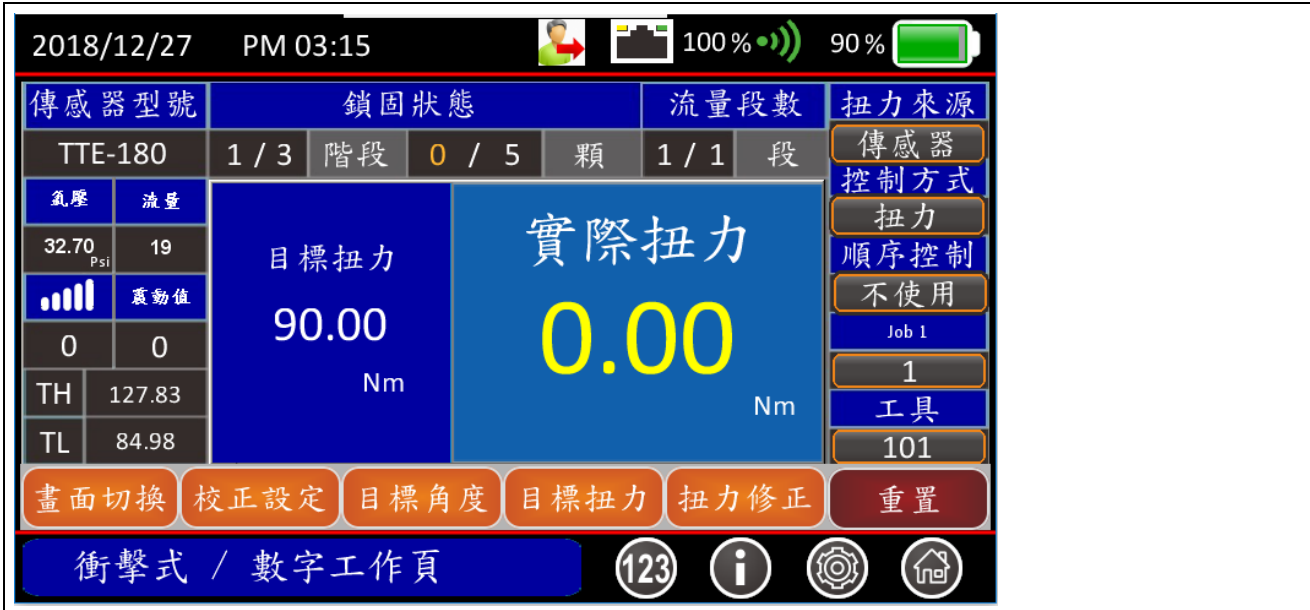 2018/12/27 PM 03:15 100% 90%
傳感器型號 鎖固狀態 流量段數 扭力來源
TTE-180 1 / 3 階段 0 / 5 顆 1 / 1 段 傳感器
控制方式
扭力
順序控制
不使用
Job 1
1
工具
101
氣壓 流量
32.70 Psi 19
震動值
0 0
TH 127.83
TL 84.98
目標扭力
90.00
Nm
實際扭力
0.00
Nm
畫面切換 校正設定 目標角度 目標扭力 扭力修正 重置
衝擊式 / 數字工作頁 123 i